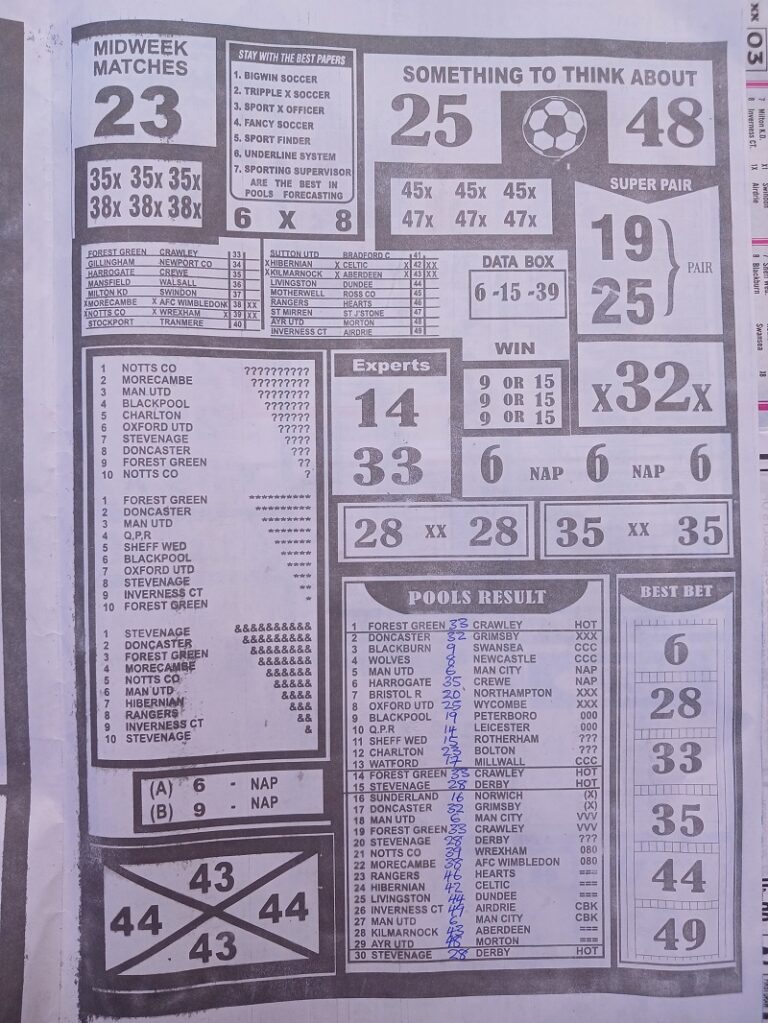 MIDWEEK
MATCHES
23
35x 35x 35x
38x 38x 38x
STAY WITH THE BEST PAPERS
1. BIGWIN SOCCER
2. TRIPPLE X SOCCER
3. SPORT X OFFICER
4. FANCY SOCCER
5. SPORT FINDER
6. UNDERLINE SYSTEM
7. SPORTING SUPERVISOR
ARE THE BEST IN
POOLS FORECASTING
6 X 8
SOMETHING TO THINK ABOUT
25 48
45x 45x 45x
47x 47x 47x
SUPER PAIR
19
25
PAIR
FOREST GREEN CRAWLEY 33
GILLINGHAM NEWPORT CO 34
HARROGATE CREWE 35
MANSFIELD WALSALL 36
MILTON KD SWINDON 37
XMORECAMBE X AFC WIMBLEDON X 38 XX
XNOTTS CO X WREXHAM X 39 XX
STOCKPORT TRANMERE 40
SUTTON UTD BRADFORD C 41
XHIBERNIAN X CELTIC X 42 XX
XKILMARNOCK X ABERDEEN X 43 XX
LIVINGSTON DUNDEE 44
MOTHERWELL ROSS CO 45
RANGERS HEARTS 46
ST MIRREN ST J'STONE 47
AYR UTD MORTON 48
INVERNESS CT AIRDRIE 49
DATA BOX
6 -15 -39
WIN
9 OR 15
9 OR 15
9 OR 15
X32X
1 NOTTS CO ??????????
2 MORECAMBE ?????????
3 MAN UTD ????????
4 BLACKPOOL ???????
5 CHARLTON ??????
6 OXFORD UTD ?????
7 STEVENAGE ????
8 DONCASTER ???
9 FOREST GREEN ??
10 NOTTS CO ?
1 FOREST GREEN **********
2 DONCASTER *********
3 MAN UTD ********
4 Q,P,R *******
5 SHEFF WED ******
6 BLACKPOOL *****
7 OXFORD UTD ****
8 STEVENAGE ***
9 INVERNESS CT **
10 FOREST GREEN *
1 STEVENAGE &&&&&&&&&&
2 DONCASTER &&&&&&&&&
3 FOREST GREEN &&&&&&&&
4 MORECAMBE &&&&&&&
5 NOTTS CO &&&&&&
6 MAN UTD &&&&&
7 HIBERNIAN &&&&
8 RANGERS &&&
9 INVERNESS CT &&
10 STEVENAGE &
Experts
14
33
6 NAP 6 NAP 6
28 XX 28
35 XX 35
(A) 6 - NAP
(B) 9 - NAP
43
44 44
43
POOLS RESULT
1 FOREST GREEN 33 CRAWLEY HOT
2 DONCASTER 32 GRIMSBY XXX
3 BLACKBURN 9 SWANSEA CCC
4 WOLVES 8 NEWCASTLE CCC
5 MAN UTD 6 MAN CITY NAP
6 HARROGATE 35 CREWE NAP
7 BRISTOL R 20 NORTHAMPTON XXX
8 OXFORD UTD 25 WYCOMBE XXX
9 BLACKPOOL 19 PETERBORO 000
10 Q.P.R 14 LEICESTER 000
11 SHEFF WED 15 ROTHERHAM ???
12 CHARLTON 23 BOLTON ???
13 WATFORD 17 MILLWALL CCC
14 FOREST GREEN 33 CRAWLEY HOT
15 STEVENAGE 28 DERBY HOT
16 SUNDERLAND 16 NORWICH (X)
17 DONCASTER 32 GRIMSBY (X)
18 MAN UTD 6 MAN CITY VVV
19 FOREST GREEN 33 CRAWLEY VVV
20 STEVENAGE 28 DERBY ???
21 NOTTS CO 39 WREXHAM 080
22 MORECAMBE 38 AFC WIMBLEDON 080
23 RANGERS 46 HEARTS ===
24 HIBERNIAN 42 CELTIC ===
25 LIVINGSTON 44 DUNDEE ===
26 INVERNESS CT 49 AIRDRIE CBK
27 MAN UTD 6 MAN CITY CBK
28 KILMARNOCK 43 ABERDEEN ===
29 AYR UTD 48 MORTON ===
30 STEVENAGE 28 DERBY HOT
BEST BET
6
28
33
35
44
49
XX 03
7 Milton K.D. X1 Swindon
8 Inverness CT. 1X Airdrie
8 Blackburn Swansea 18